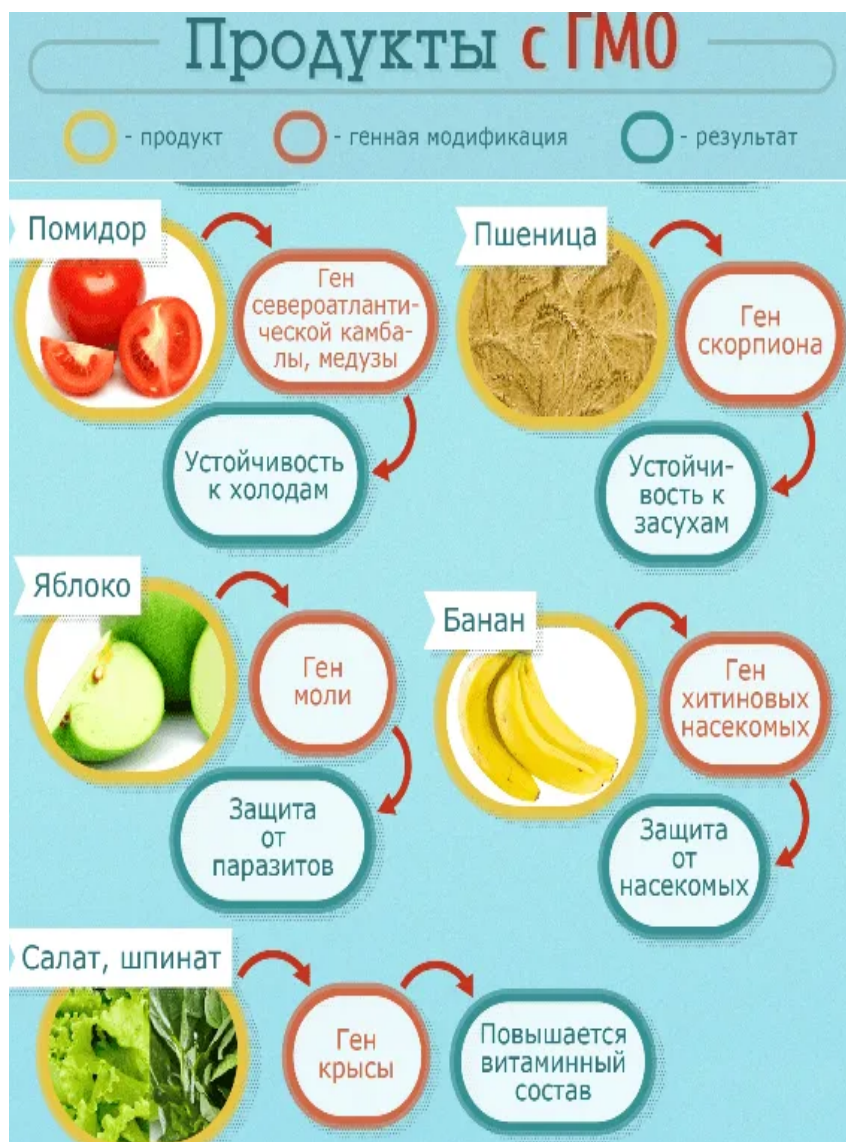 Продукты с ГМО
- продукт
- генная модификация
- результат
Помидор
Ген
североатланти-
ческой камба-
лы, медузы
Устойчивость
к холодам
Пшеница
Ген
скорпиона
Устойчи-
вость к
засухам
Яблоко
Ген
моли
Защита
от
паразитов
Банан
Ген
хитиновых
насекомых
Защита
от
насекомых
Салат, шпинат
Ген
крысы
Повышается
витаминный
состав